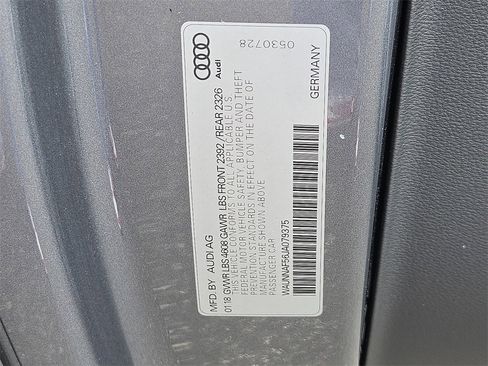 MFD. BY AUDI AG
01\18 GVWR LBS 4608 GAWR LBS FRONT 2392 /REAR 2326
THIS VEHICLE CONFORMS TO ALL APPLICABLE U.S.
FEDERAL MOTOR VEHICLE SAFETY, BUMPER AND THEFT
PREVENTION STANDARDS IN EFFECT ON THE DATE OF
MANUFACTURE SHOWN ABOVE.
PASSENGER CAR
WAUNNAF56JA079375
GERMANY
Audi
0530728